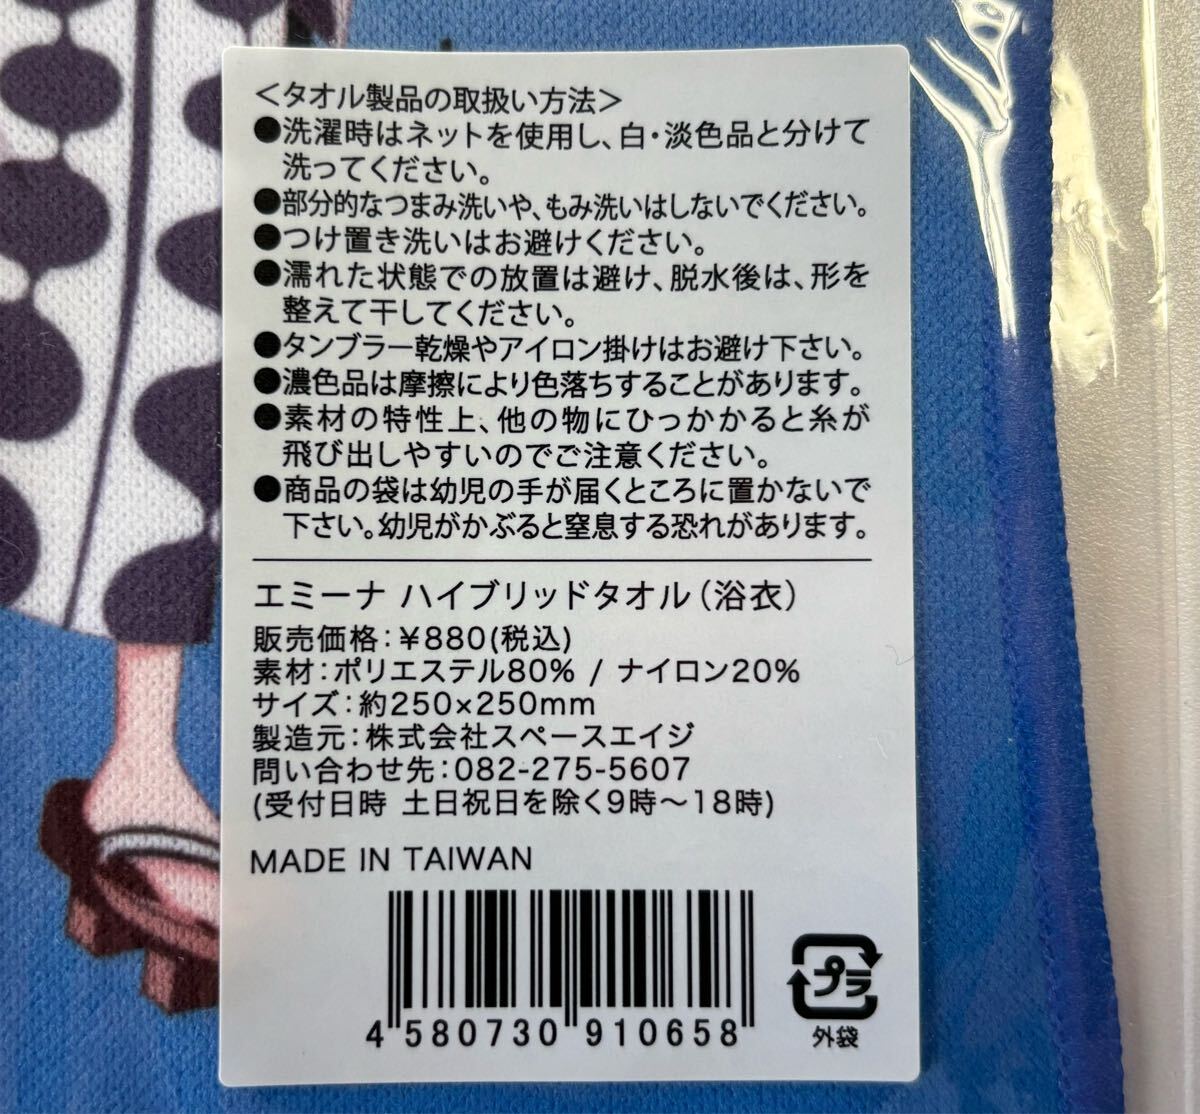 ＜タオル製品の取扱い方法＞
●洗濯時はネットを使用し、白・淡色品と分けて
洗ってください。
●部分的なつまみ洗いや、もみ洗いはしないでください。
●つけ置き洗いはお避けください。
●濡れた状態での放置は避け、脱水後は、形を
整えて干してください。
●タンブラー乾燥やアイロン掛けはお避け下さい。
●濃色品は摩擦により色落ちすることがあります。
●素材の特性上、他の物にひっかかると糸が
飛び出しやすいのでご注意ください。
●商品の袋は幼児の手が届くところに置かないで
下さい。幼児がかぶると窒息する恐れがあります。
エミーナ ハイブリッドタオル（浴衣）
販売価格：¥880(税込)
素材：ポリエステル80% / ナイロン20%
サイズ：約250×250mm
製造元：株式会社スペースエイジ
問い合わせ先：082-275-5607
(受付日時 土日祝日を除く9時～18時)
MADE IN TAIWAN
4 580730 910658
プラ
外袋